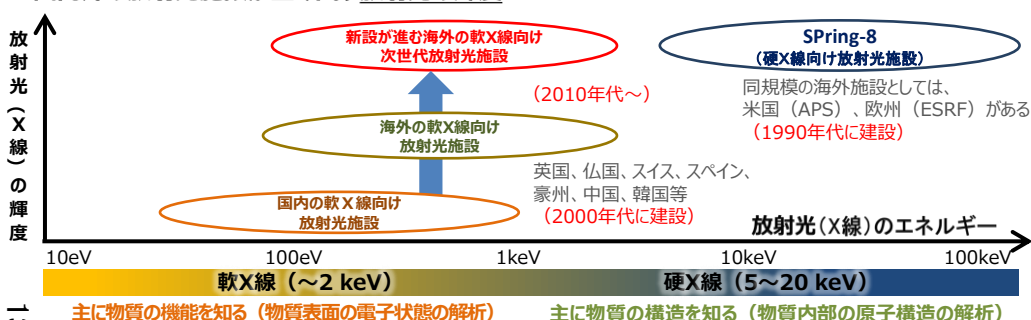 放射光（X線）の輝度
新設が進む海外の軟X線向け
次世代放射光施設
SPring-8
（硬X線向け放射光施設）
（2010年代～）
同規模の海外施設としては、
米国（APS）、欧州（ESRF）がある
（1990年代に建設）
海外の軟X線向け
放射光施設
英国、仏国、スイス、スペイン、
豪州、中国、韓国等
（2000年代に建設）
国内の軟X線向け
放射光施設
放射光(X線)のエネルギー
10eV 100eV 1keV 10keV 100keV
軟X線（～2 keV） 硬X線（5～20 keV）
主に物質の機能を知る（物質表面の電子状態の解析） 主に物質の構造を知る（物質内部の原子構造の解析）